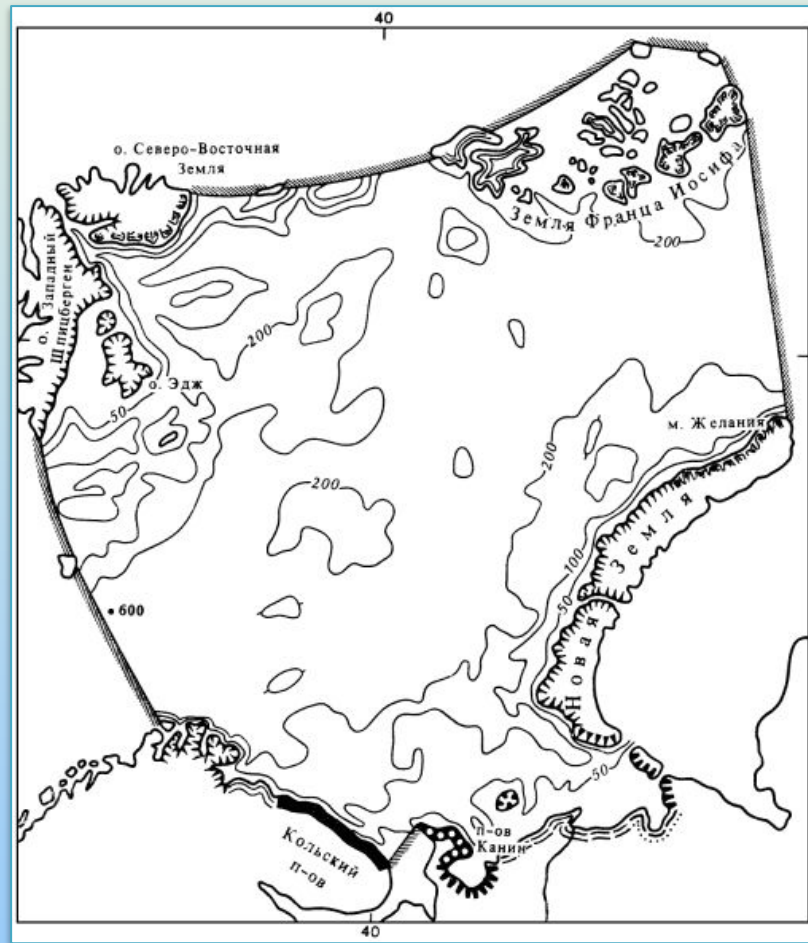 40
о. Северо-Восточная
Земля
Земля Франца Иосифа
200
о. Западный
Шпицберген
200
о. Эдж
50
м. Желания
200
200
Новая Земля
100
50
600
50
п-ов
Канин
Кольский
п-ов
40